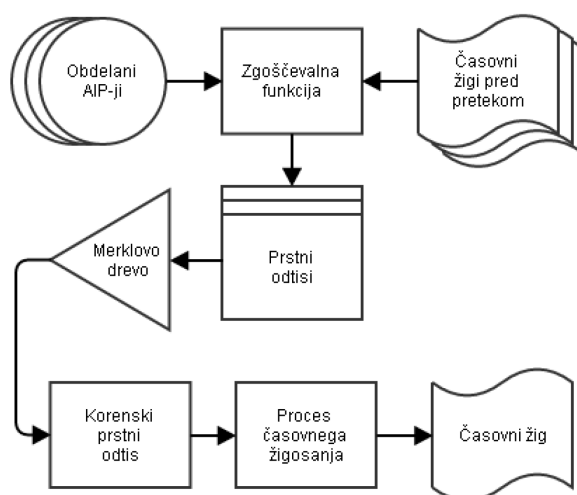 Obdelani
AIP-ji
Zgoščevalna
funkcija
Časovni
žigi pred
pretekom
Merklovo
drevo
Prstni
odtisi
Korenski
prstni
odtis
Proces
časovnega
žigosanja
Časovni žig